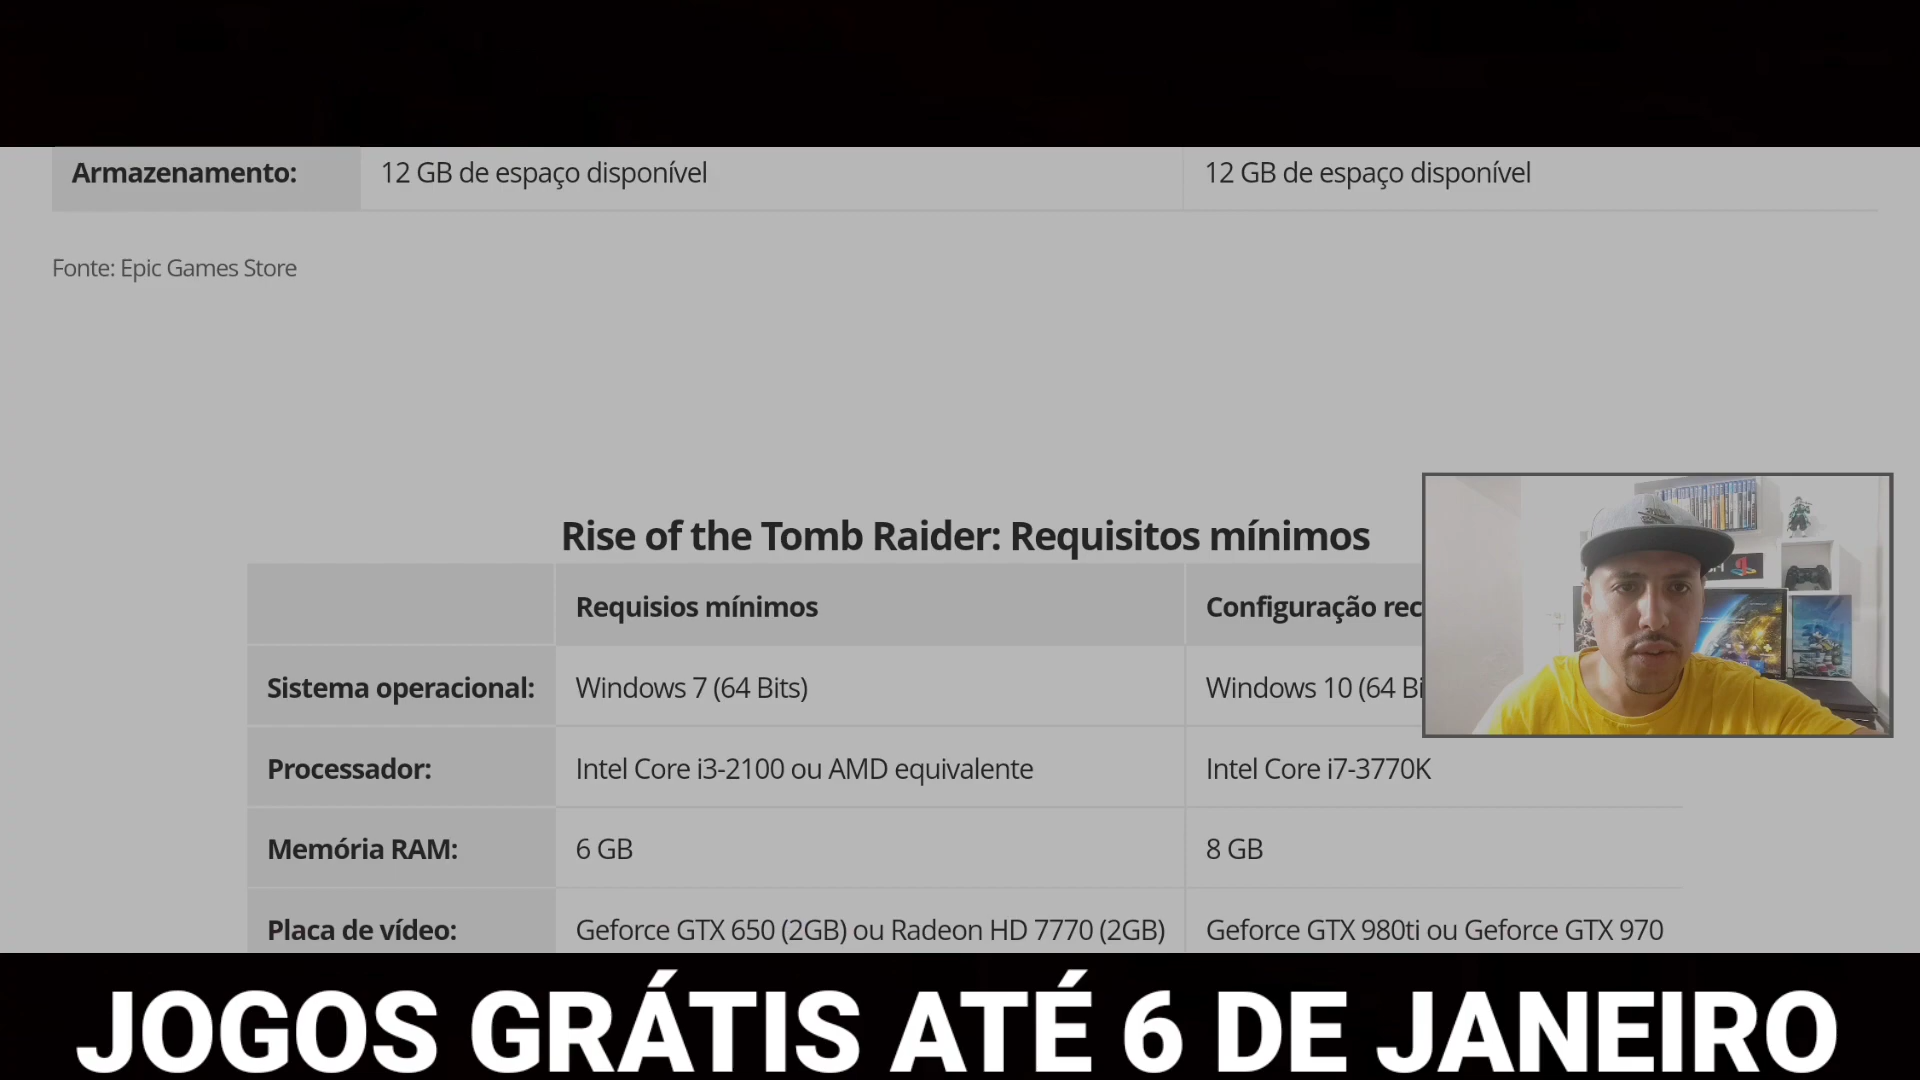 Armazenamento: 12 GB de espaço disponível 12 GB de espaço disponível
Fonte: Epic Games Store
Rise of the Tomb Raider: Requisitos mínimos
Requisios mínimos Configuração rec
Sistema operacional: Windows 7 (64 Bits) Windows 10 (64 Bi
Processador: Intel Core i3-2100 ou AMD equivalente Intel Core i7-3770K
Memória RAM: 6 GB 8 GB
Placa de vídeo: Geforce GTX 650 (2GB) ou Radeon HD 7770 (2GB) Geforce GTX 980ti ou Geforce GTX 970
JOGOS GRÁTIS ATÉ 6 DE JANEIRO